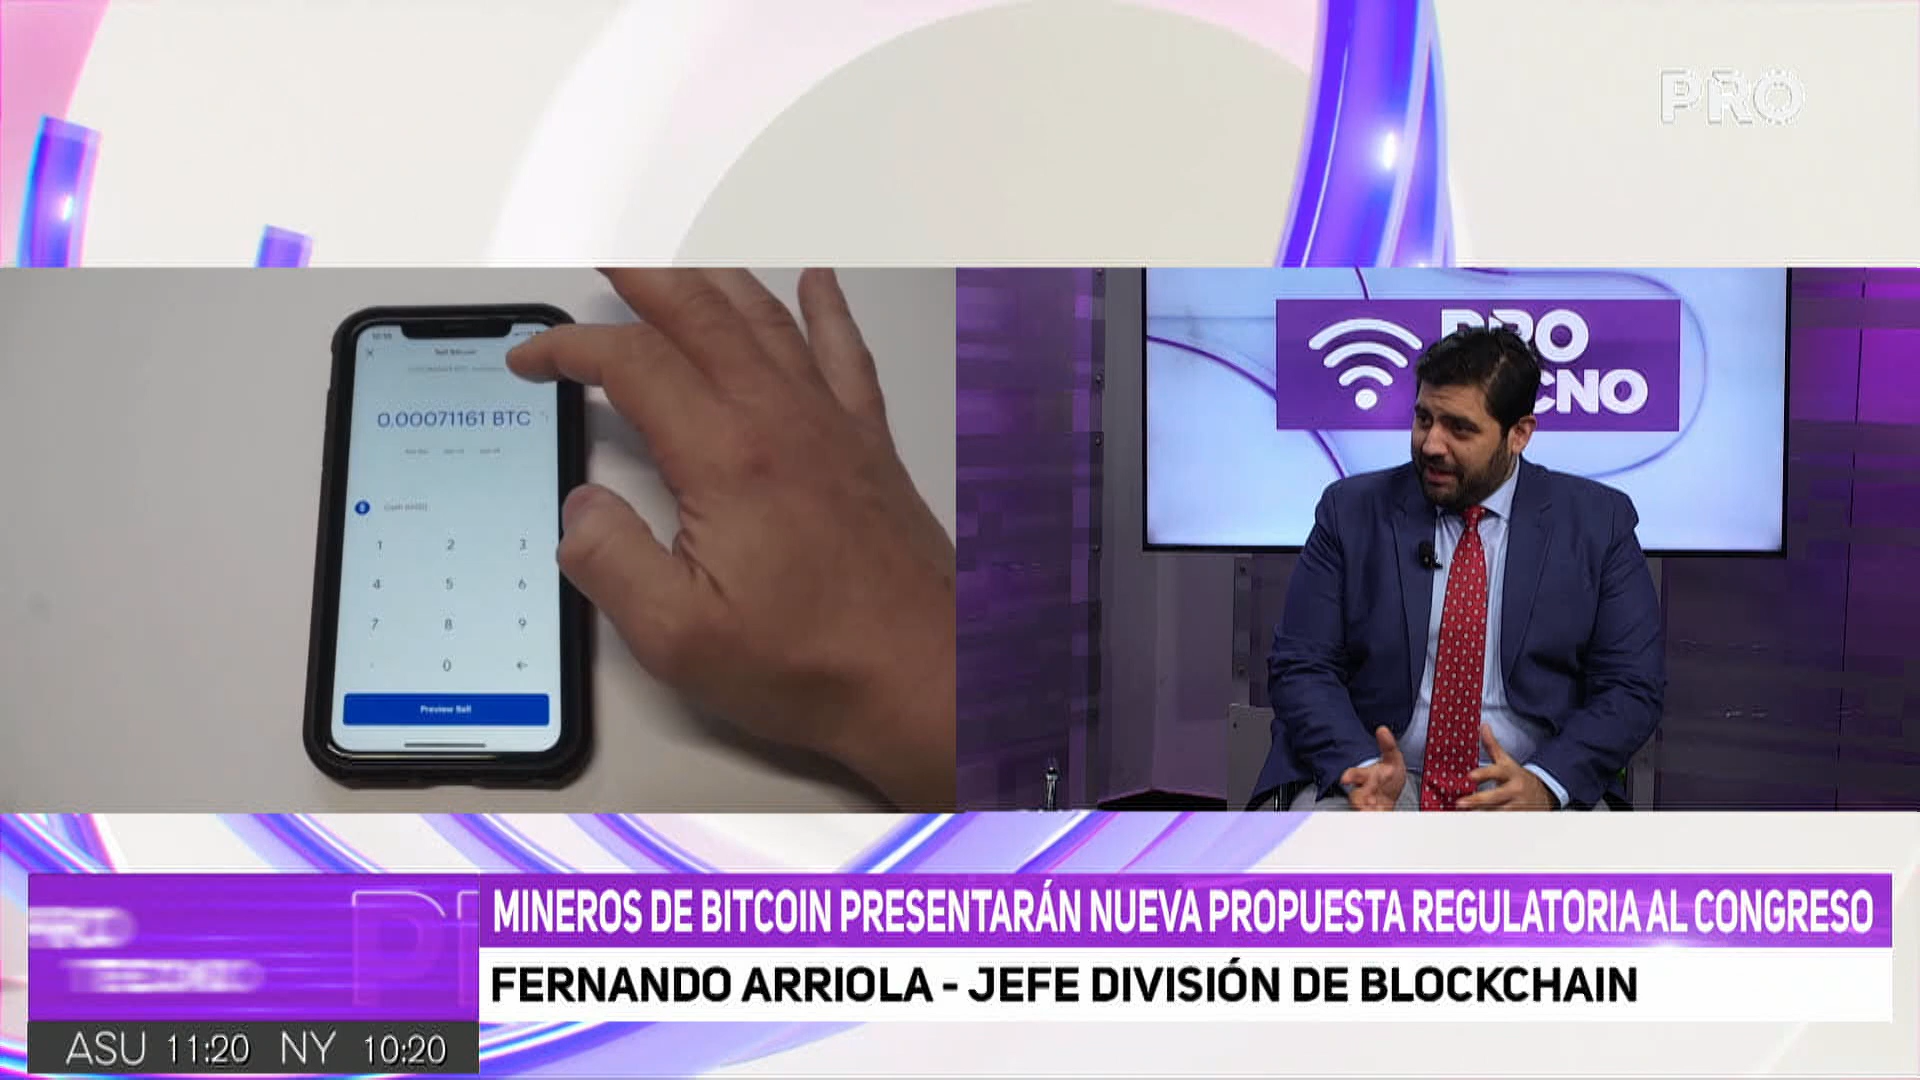 PRO
PRO
CNO
Sell Bitcoin
0.00071161 BTC
1 2 3
4 5 6
7 8 9
0
Preview Sell
MINEROS DE BITCOIN PRESENTARÁN NUEVA PROPUESTA REGULATORIA AL CONGRESO
FERNANDO ARRIOLA - JEFE DIVISIÓN DE BLOCKCHAIN
ASU 11:20 NY 10:20